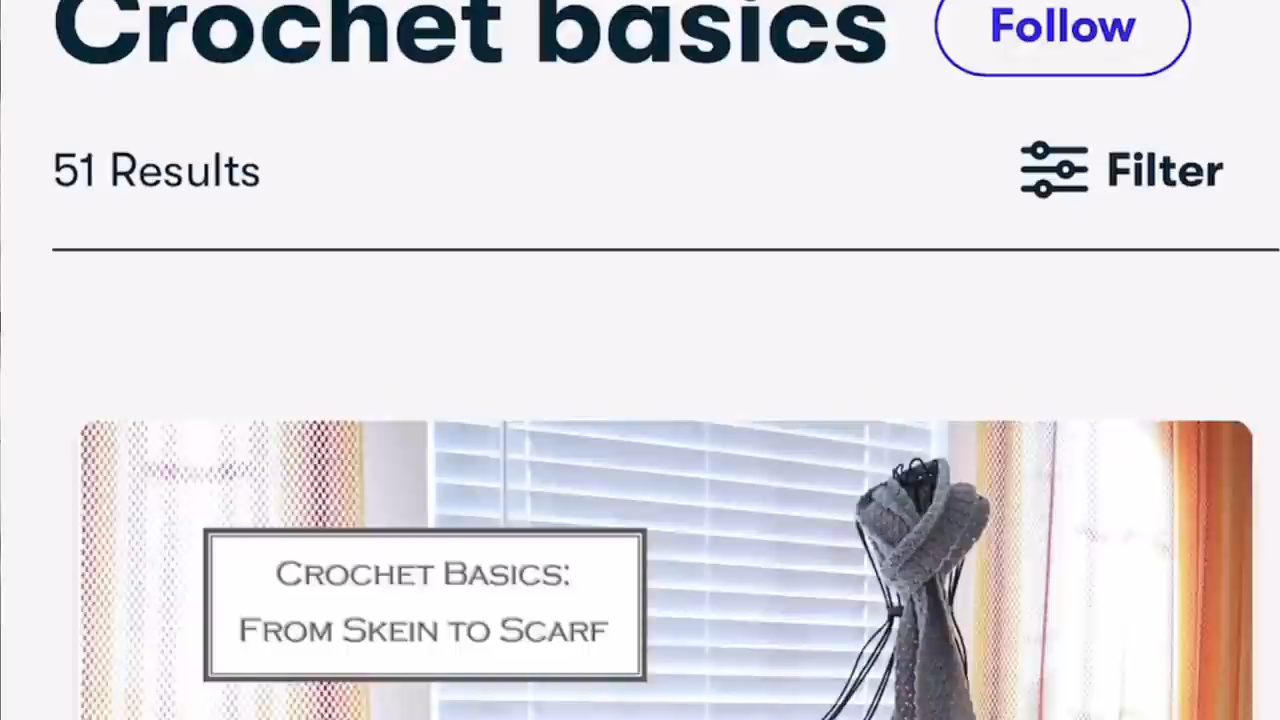 Crochet basics
Follow
51 Results
Filter
CROCHET BASICS:
FROM SKEIN TO SCARF